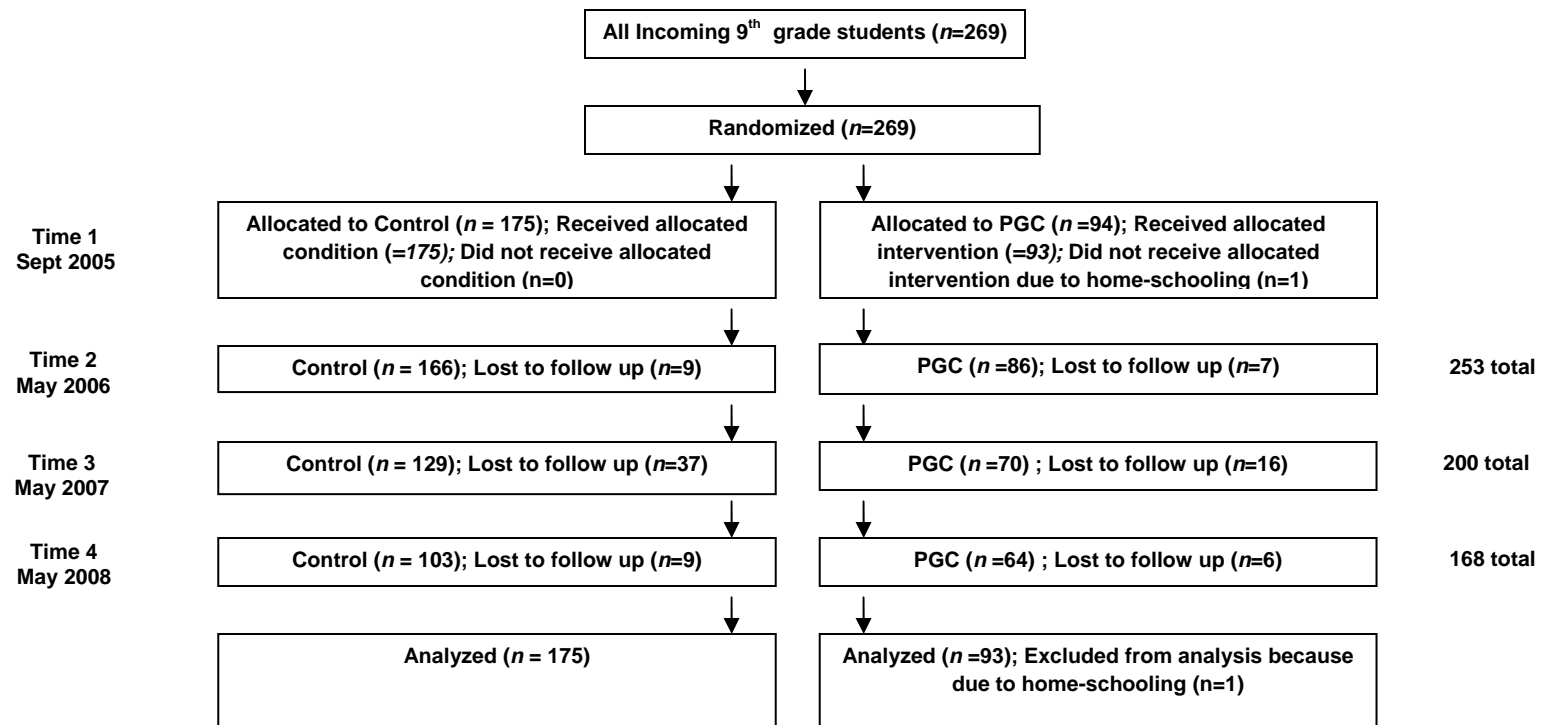 All Incoming 9th grade students (n=269)
Randomized (n=269)
Time 1
Sept 2005
Allocated to Control (n = 175); Received allocated
condition (=175); Did not receive allocated
condition (n=0)
Allocated to PGC (n =94); Received allocated
intervention (=93); Did not receive allocated
intervention due to home-schooling (n=1)
Time 2
May 2006
Control (n = 166); Lost to follow up (n=9)
PGC (n =86); Lost to follow up (n=7)
253 total
Time 3
May 2007
Control (n = 129); Lost to follow up (n=37)
PGC (n =70) ; Lost to follow up (n=16)
200 total
Time 4
May 2008
Control (n = 103); Lost to follow up (n=9)
PGC (n =64) ; Lost to follow up (n=6)
168 total
Analyzed (n = 175)
Analyzed (n =93); Excluded from analysis because
due to home-schooling (n=1)